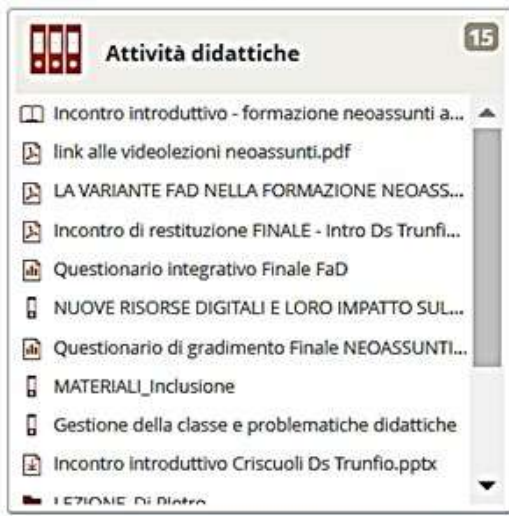 Attività didattiche
15
Incontro introduttivo - formazione neoassunti a...
link alle videolezioni neoassunti.pdf
LA VARIANTE FAD NELLA FORMAZIONE NEOASS...
Incontro di restituzione FINALE - Intro Ds Trunfi...
Questionario integrativo Finale FaD
NUOVE RISORSE DIGITALI E LORO IMPATTO SUL...
Questionario di gradimento Finale NEOASSUNTI...
MATERIALI_Inclusione
Gestione della classe e problematiche didattiche
Incontro introduttivo Criscuoli Ds Trunfio.pptx
LEZIONE_Di Pietro